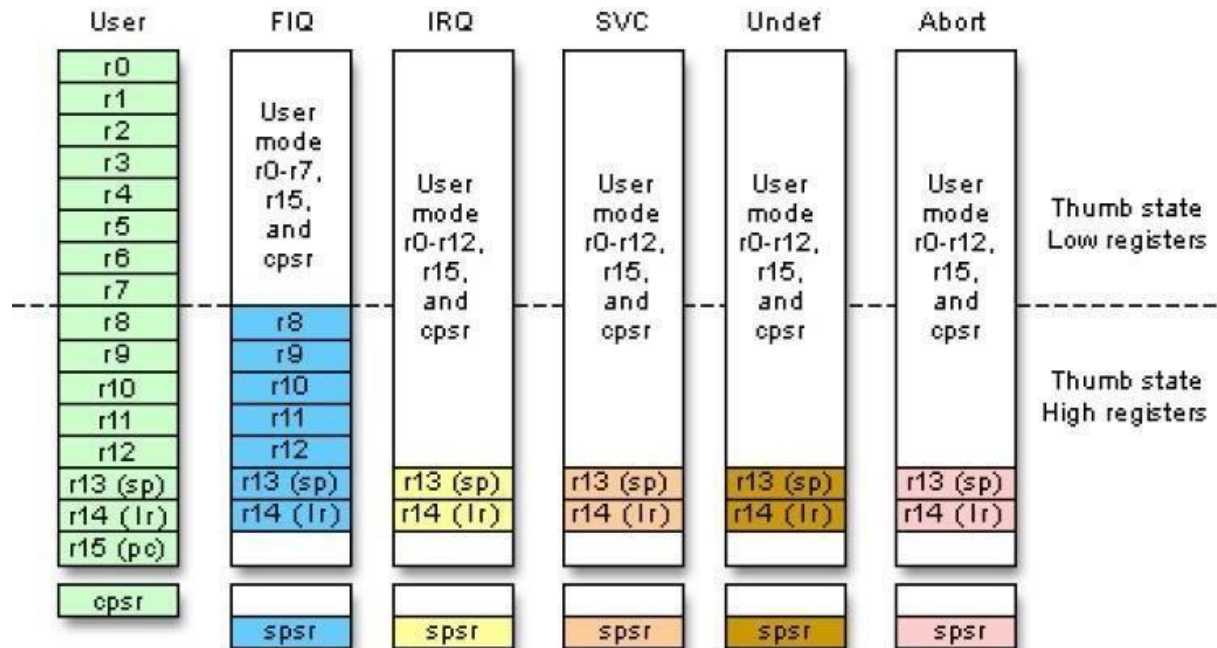 User
FIQ
IRQ
SVC
Undef
Abort
r0
r1
r2
r3
r4
r5
r6
r7
r8
r9
r10
r11
r12
r13 (sp)
r14 (lr)
r15 (pc)
cpsr
User
mode
r0-r7,
r15,
and
cpsr
r8
r9
r10
r11
r12
r13 (sp)
r14 (lr)
spsr
User
mode
r0-r12,
r15,
and
cpsr
r13 (sp)
r14 (lr)
spsr
User
mode
r0-r12,
r15,
and
cpsr
r13 (sp)
r14 (lr)
spsr
User
mode
r0-r12,
r15,
and
cpsr
r13 (sp)
r14 (lr)
spsr
User
mode
r0-r12,
r15,
and
cpsr
r13 (sp)
r14 (lr)
spsr
Thumb state
Low registers
Thumb state
High registers